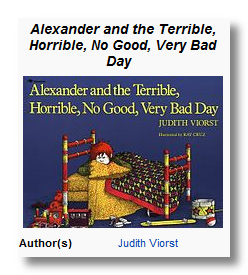 Alexander and the Terrible,
Horrible, No Good, Very Bad
Day
Alexander and the Terrible,
Horrible, No Good, Very Bad Day
JUDITH VIORST
Illustrated by RAY CRUZ
Author(s) Judith Viorst